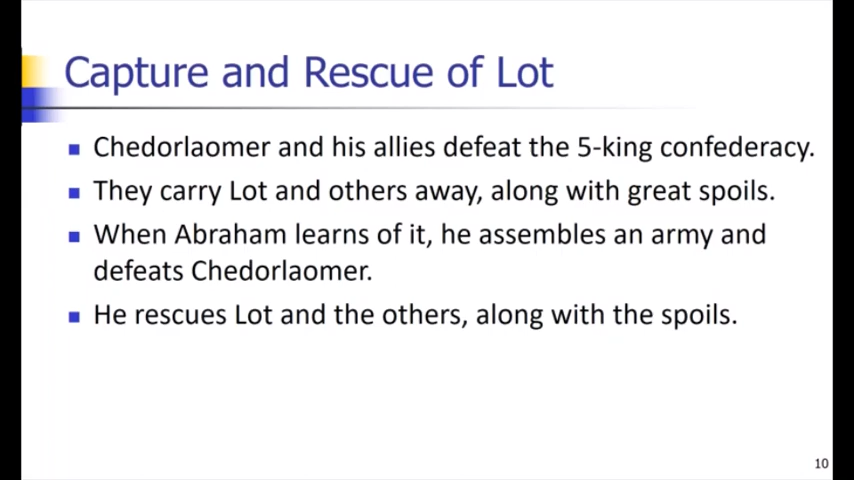 Capture and Rescue of Lot
Chedorlaomer and his allies defeat the 5-king confederacy.
They carry Lot and others away, along with great spoils.
When Abraham learns of it, he assembles an army and
defeats Chedorlaomer.
He rescues Lot and the others, along with the spoils.
10